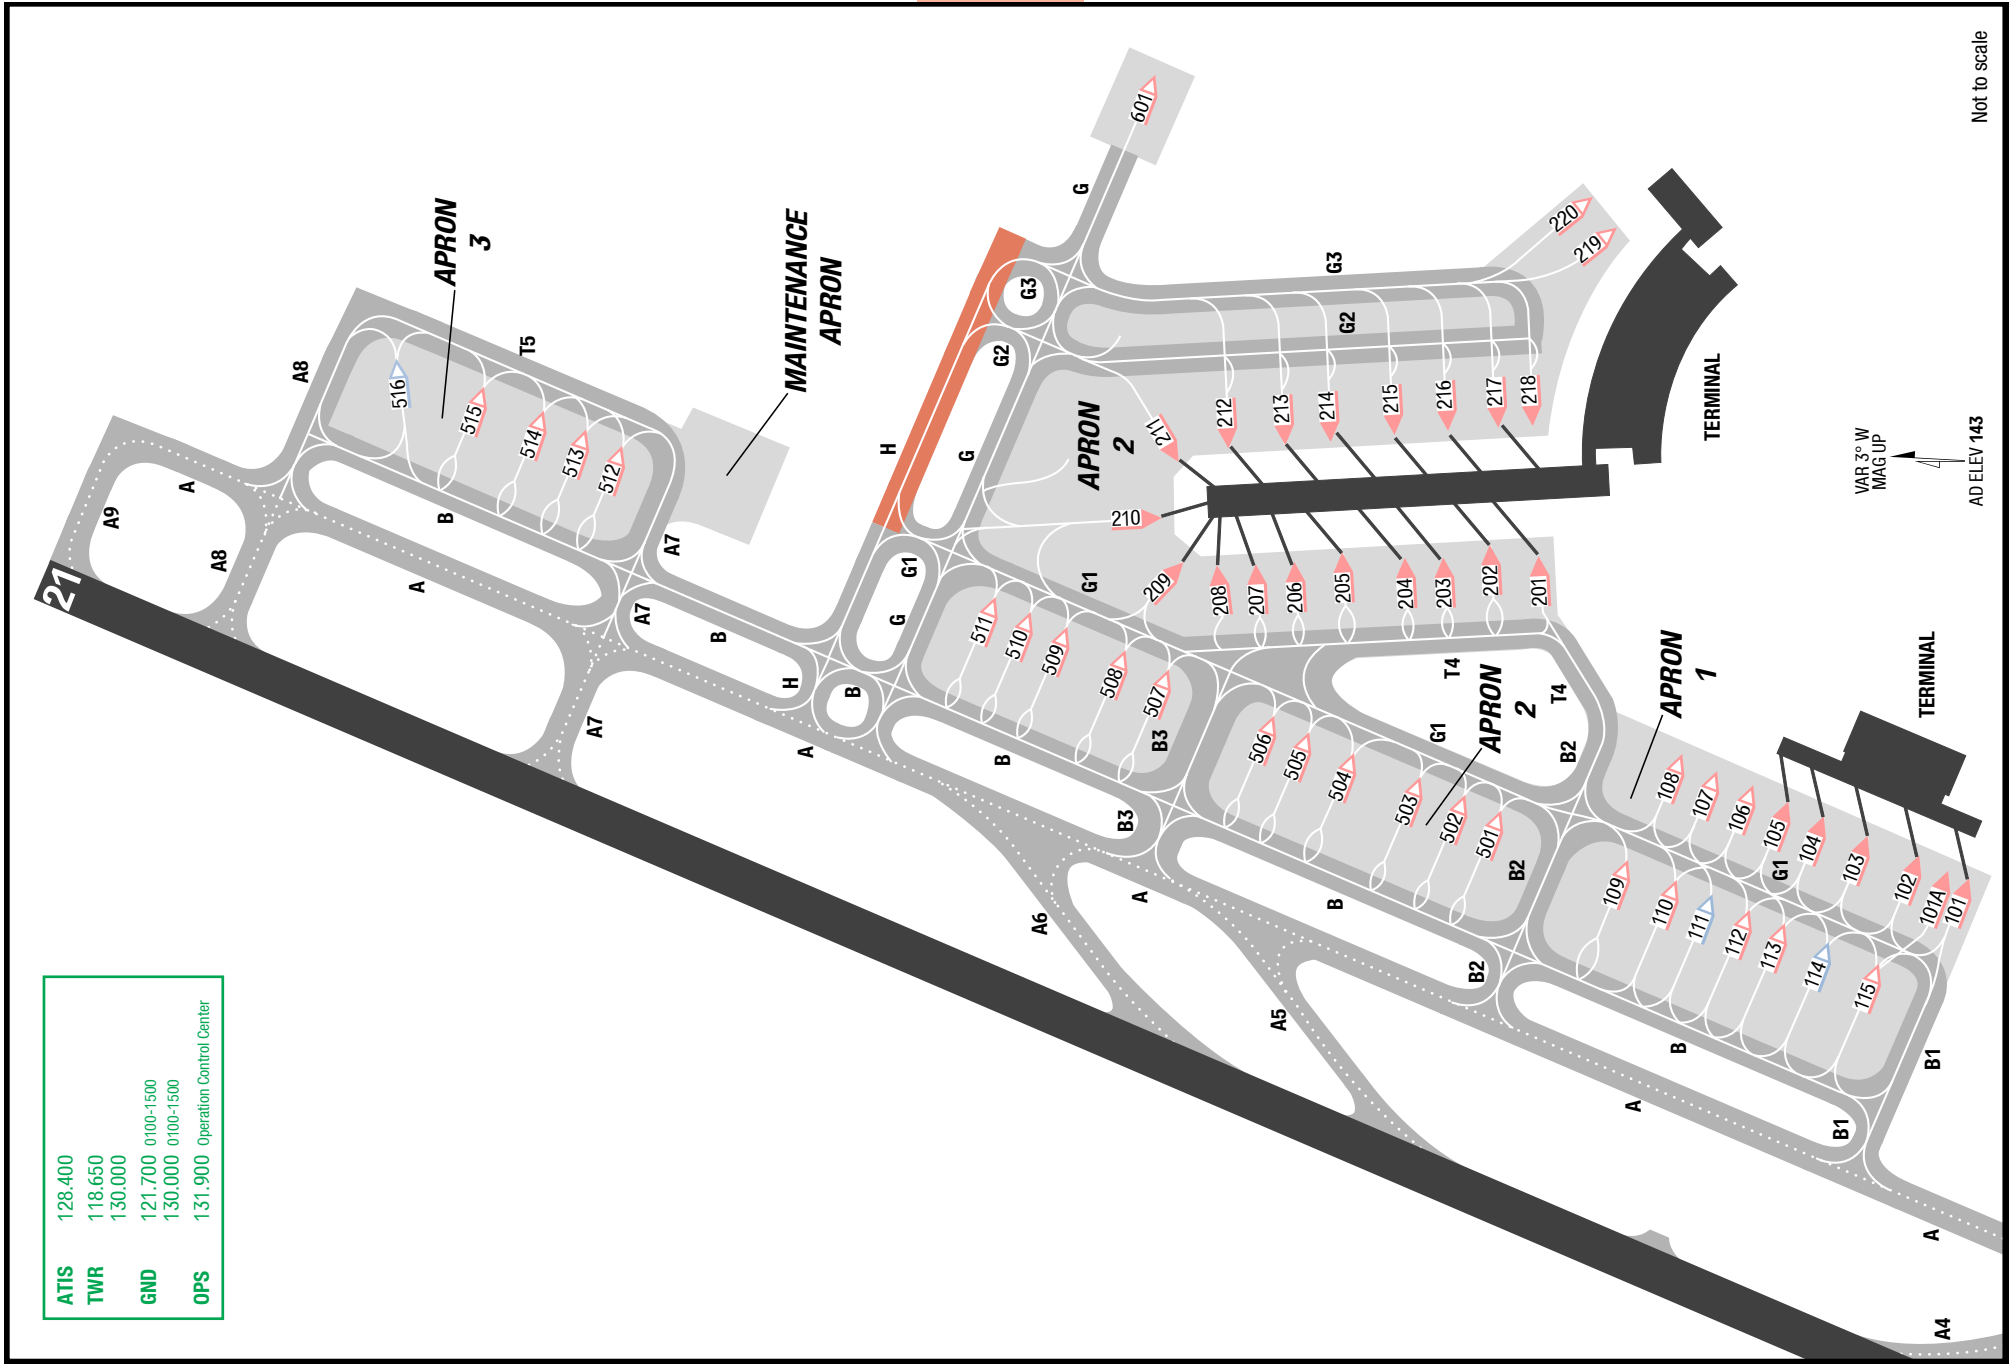 ATIS 128.400
TWR 118.650
130.000
GND 121.700 0100-1500
130.000 0100-1500
OPS 131.900 Operation Control Center
21
A9
A
A8
A8
A
B
APRON
3
516
515
514
513
512
T5
A7
A7
A7
B
MAINTENANCE
APRON
H
H
A
B
G
G1
G
G2
G3
G
601
APRON
2
G1
211
210
209
208
207
206
205
204
203
202
201
212
213
214
215
216
217
218
G2
G3
220
219
TERMINAL
511
510
509
508
507
B3
B
B3
A6
A
506
505
504
503
502
501
B2
G1
APRON
2
T4
T4
B2
B
B2
A5
APRON
1
108
107
106
105
104
103
102
101A
101
G1
109
110
111
112
113
114
115
TERMINAL
B
B1
B1
A
A
A4
VAR 3° W
MAG UP
AD ELEV 143
Not to scale